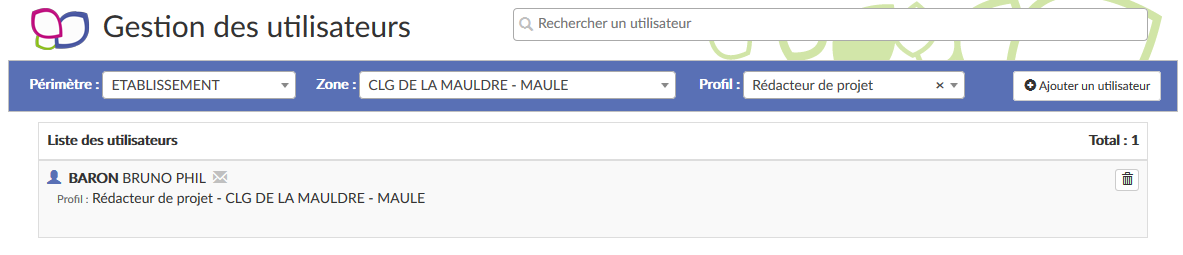 Gestion des utilisateurs
Rechercher un utilisateur
Périmètre : ETABLISSEMENT Zone : CLG DE LA MAULDRE - MAULE Profil : Rédacteur de projet × Ajouter un utilisateur
Liste des utilisateurs Total : 1
BARON BRUNO PHIL
Profil : Rédacteur de projet - CLG DE LA MAULDRE - MAULE